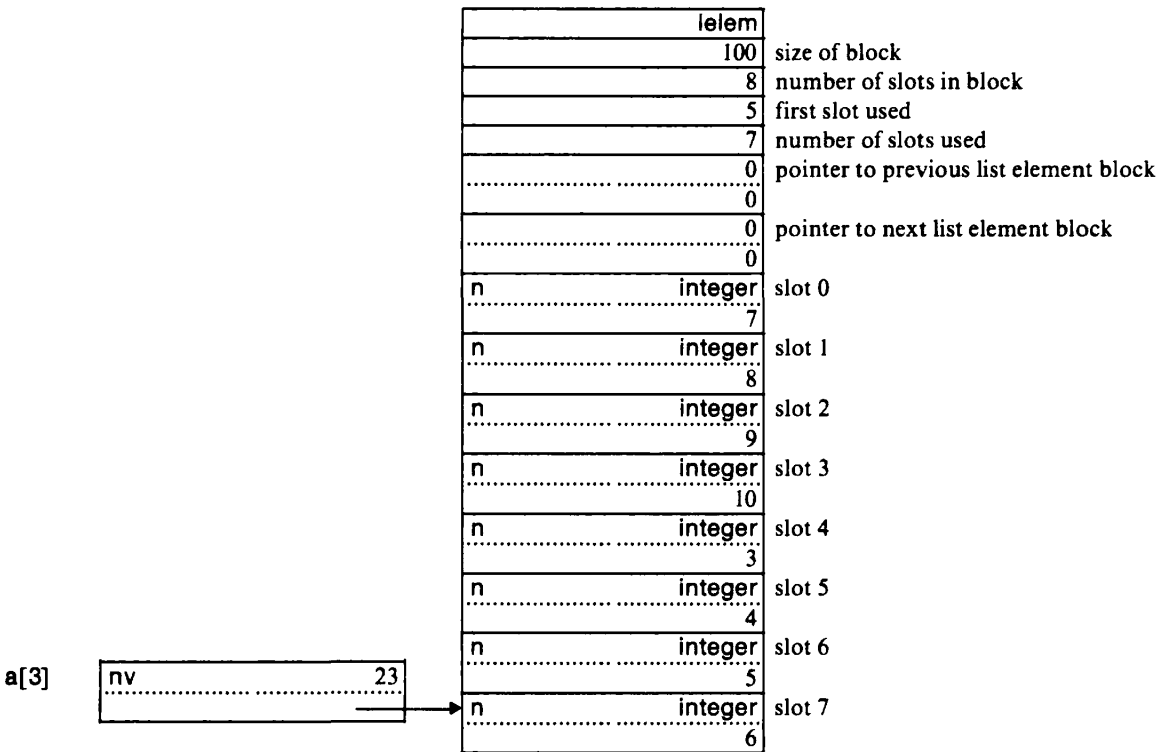 lelem
100 size of block
8 number of slots in block
5 first slot used
7 number of slots used
0 pointer to previous list element block
0
0 pointer to next list element block
0
n integer slot 0
7
n integer slot 1
8
n integer slot 2
9
n integer slot 3
10
n integer slot 4
3
n integer slot 5
4
n integer slot 6
5
a[3] nv 23
n integer slot 7
6